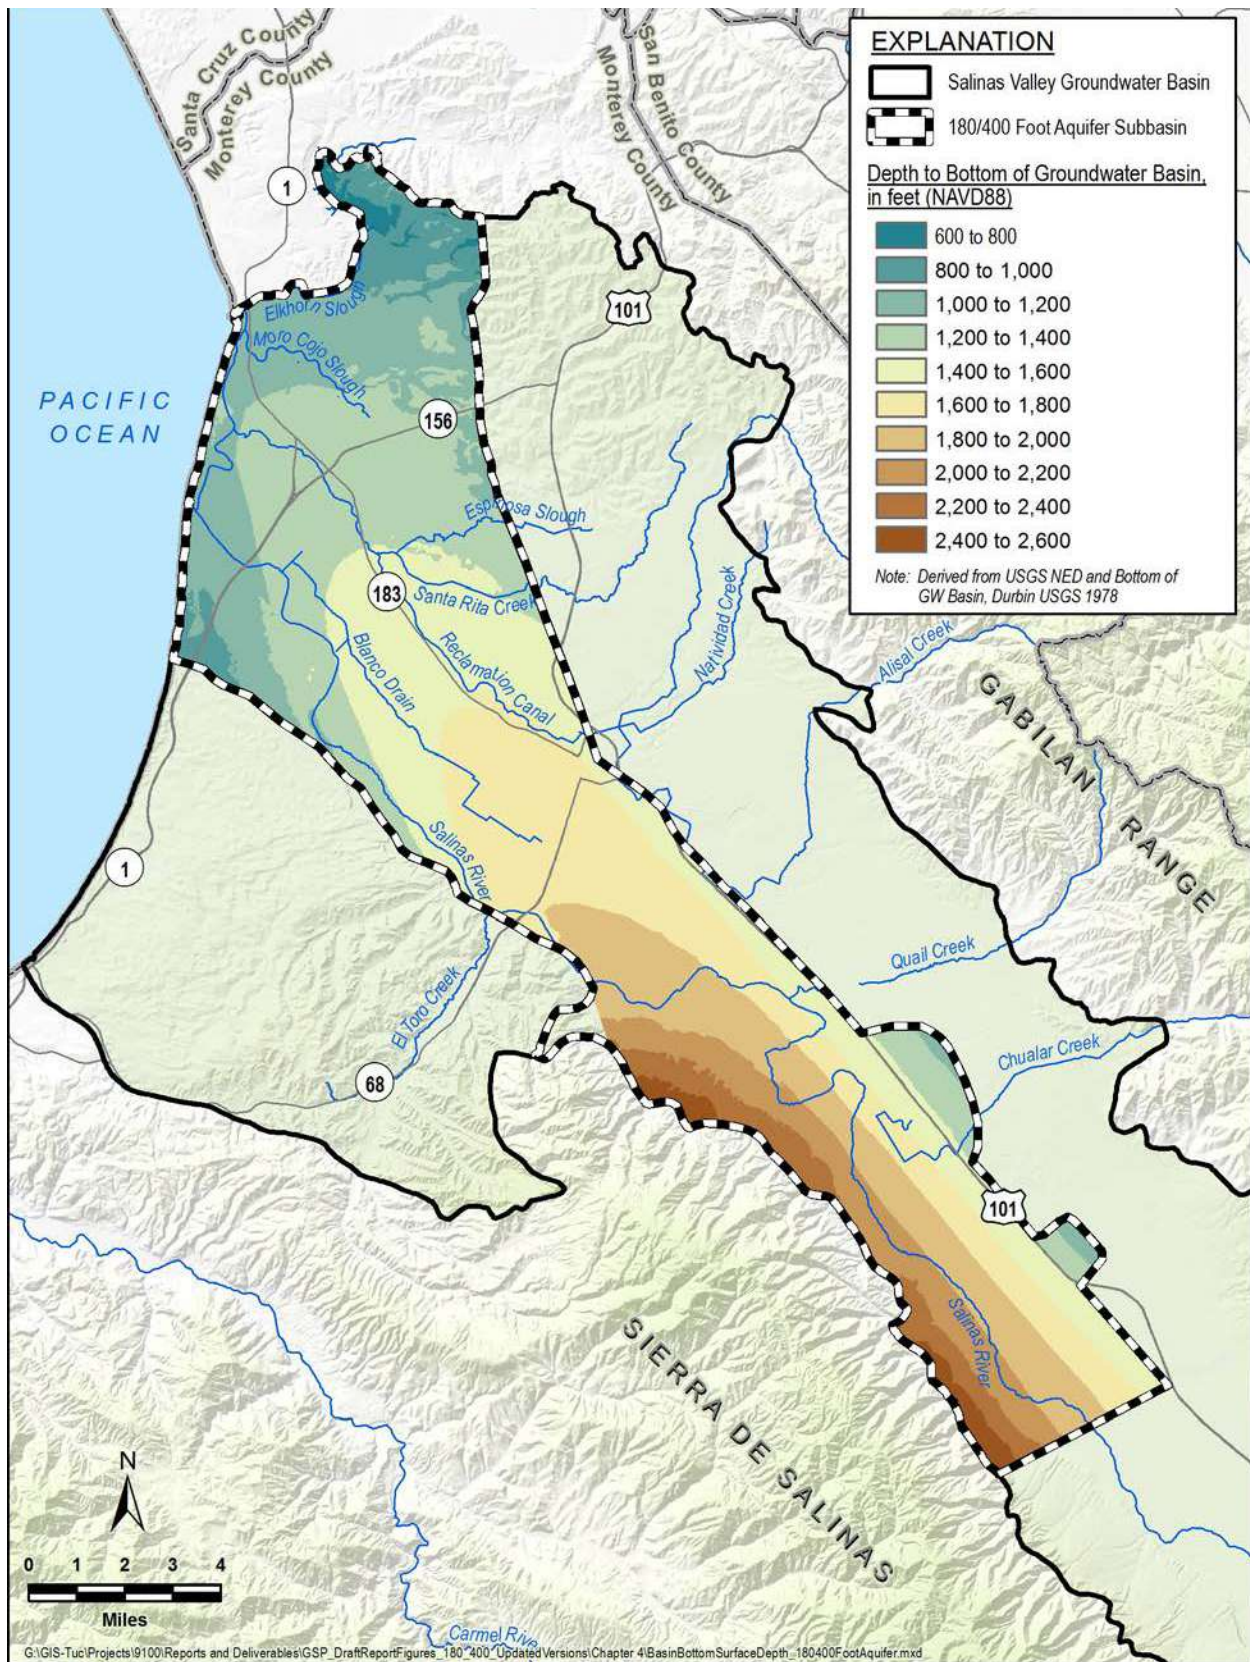 Santa Cruz County
Monterey County
San Benito County
Monterey County
EXPLANATION
Salinas Valley Groundwater Basin
180/400 Foot Aquifer Subbasin
Depth to Bottom of Groundwater Basin,
in feet (NAVD88)
600 to 800
800 to 1,000
1,000 to 1,200
1,200 to 1,400
1,400 to 1,600
1,600 to 1,800
1,800 to 2,000
2,000 to 2,200
2,200 to 2,400
2,400 to 2,600
Note: Derived from USGS NED and Bottom of
GW Basin, Durbin USGS 1978
1
101
Elkhorn Slough
Moro Cojo Slough
PACIFIC
OCEAN
156
Espinosa Slough
183
Santa Rita Creek
Natividad Creek
Blanco Drain
Reclamation Canal
Alisal Creek
GABILAN
RANGE
Salinas River
1
Quail Creek
El Toro Creek
Chualar Creek
68
101
Salinas River
SIERRA DE SALINAS
N
0 1 2 3 4
Miles
Carmel River
G:\GIS-Tuc\Projects\9100\Reports and Deliverables\GSP_DraftReportFigures_180_400_UpdatedVersions\Chapter 4\BasinBottomSurfaceDepth_180400FootAquifer.mxd